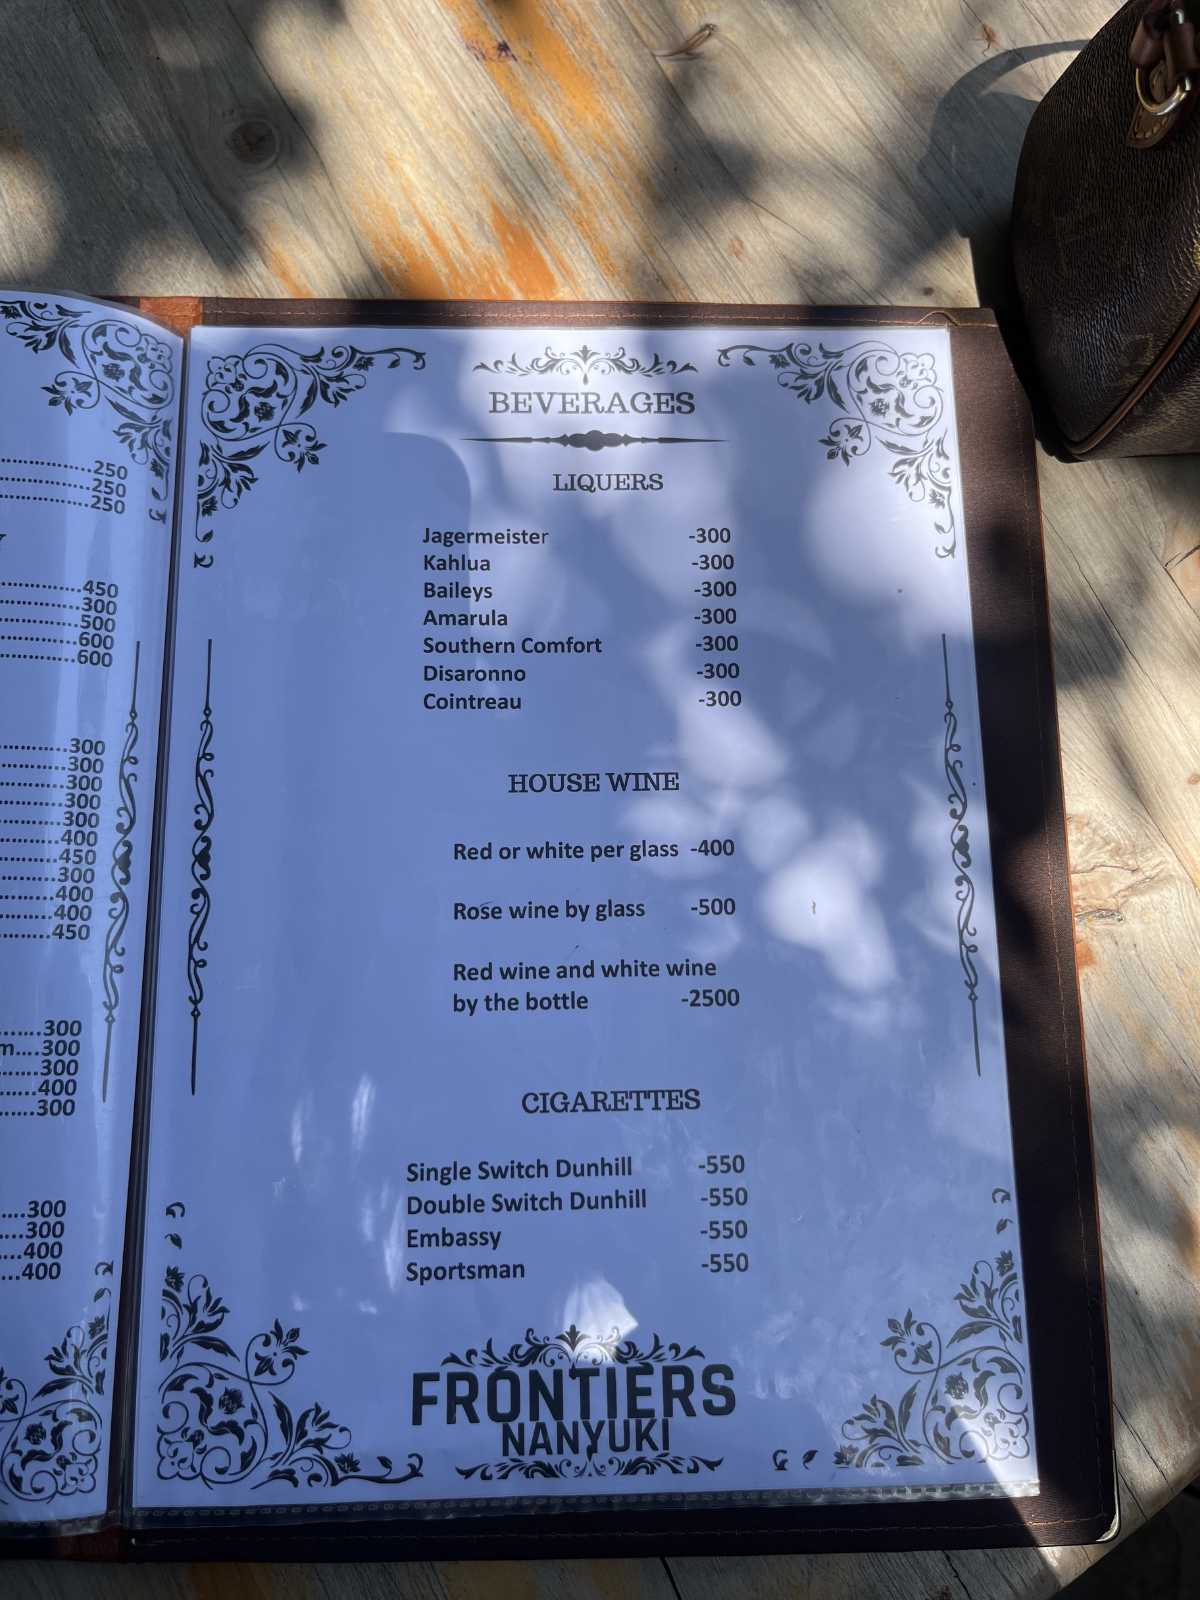 250
250
250
Y
450
300
500
600
600
300
300
300
300
300
400
450
300
400
400
450
300
m....300
300
400
300
300
300
400
400
BEVERAGES
LIQUERS
Jagermeister -300
Kahlua -300
Baileys -300
Amarula -300
Southern Comfort -300
Disaronno -300
Cointreau -300
HOUSE WINE
Red or white per glass -400
Rose wine by glass -500
Red wine and white wine
by the bottle -2500
CIGARETTES
Single Switch Dunhill -550
Double Switch Dunhill -550
Embassy -550
Sportsman -550
FRONTIERS
NANYUKI